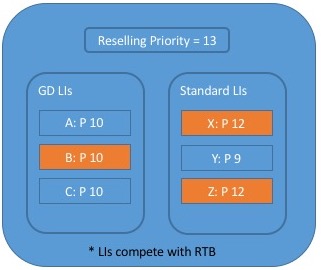 Reselling Priority = 13
GD LIs
A: P 10
B: P 10
C: P 10
Standard LIs
X: P 12
Y: P 9
Z: P 12
* LIs compete with RTB